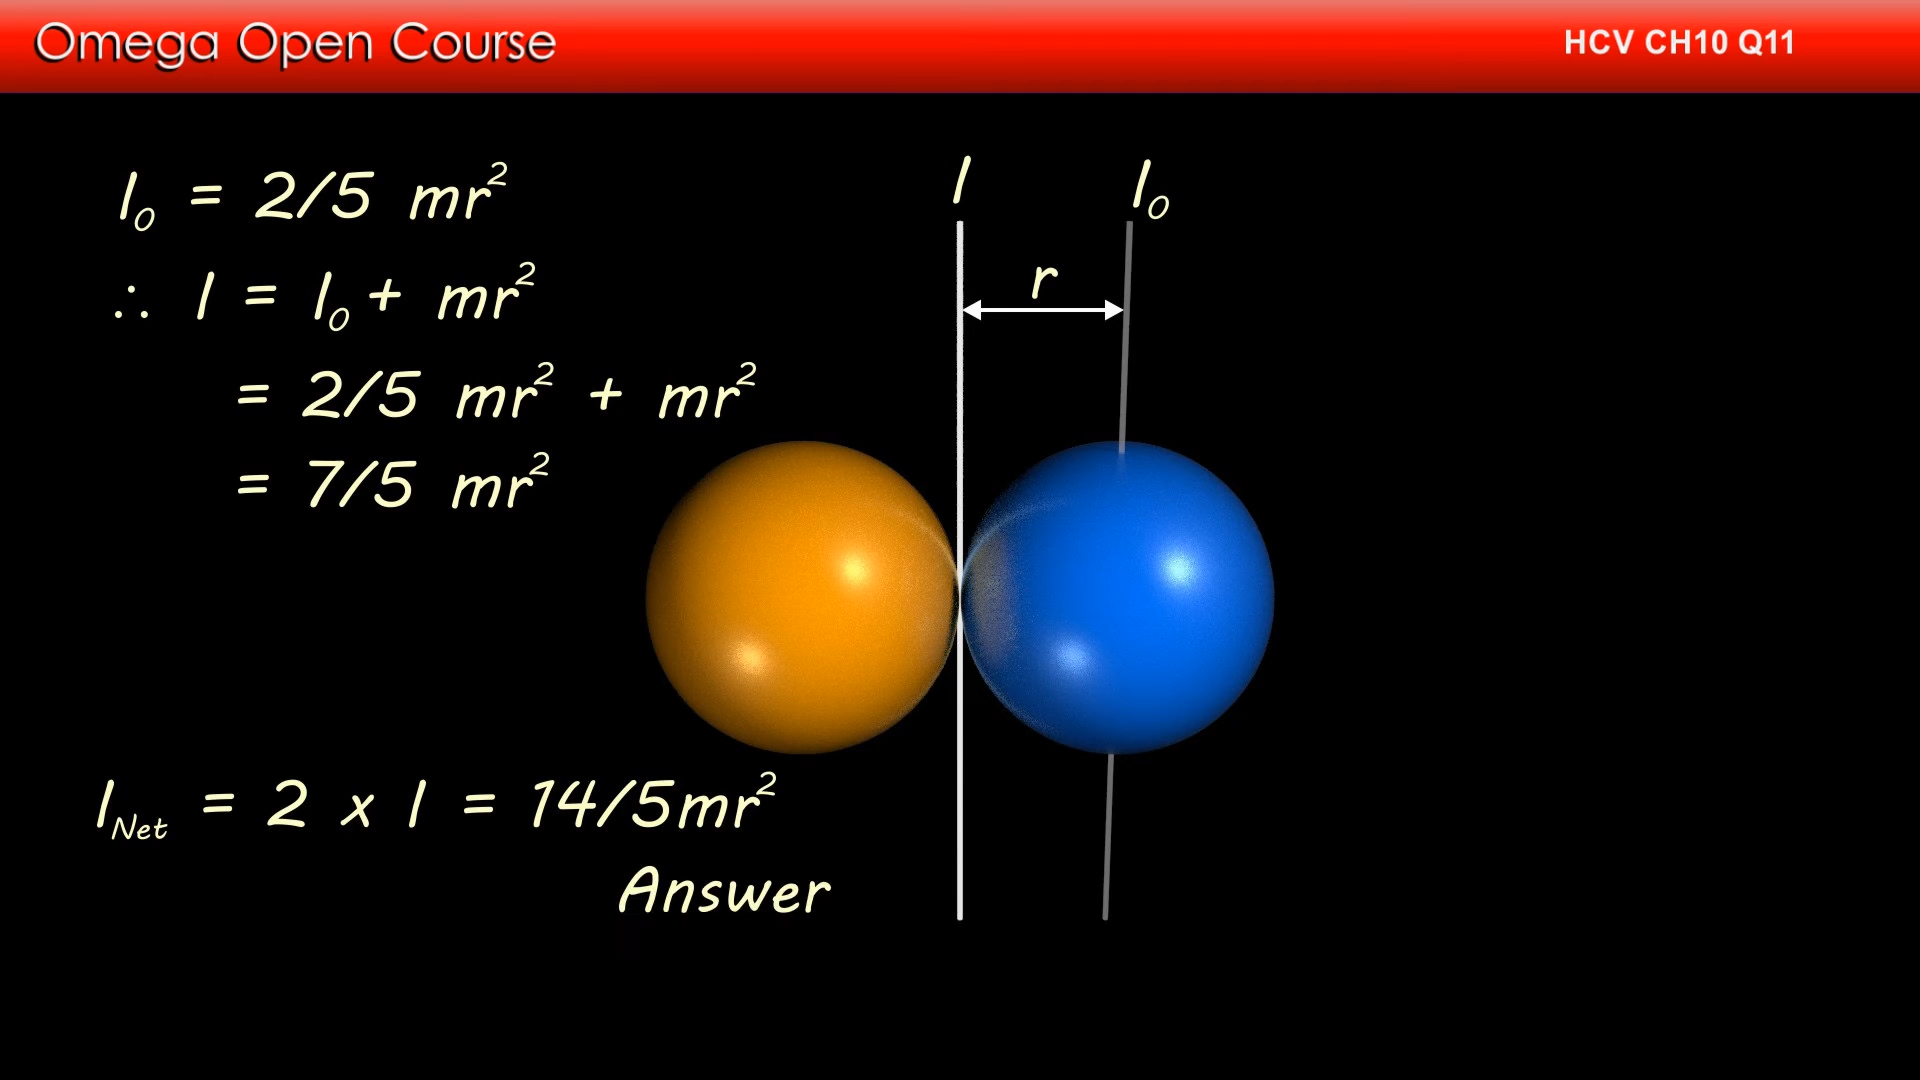 Omega Open Course
HCV CH10 Q11
I₀ = 2/5 mr²
∴ I = I₀ + mr²
= 2/5 mr² + mr²
= 7/5 mr²
I
I₀
r
I_Net = 2 x I = 14/5mr²
Answer